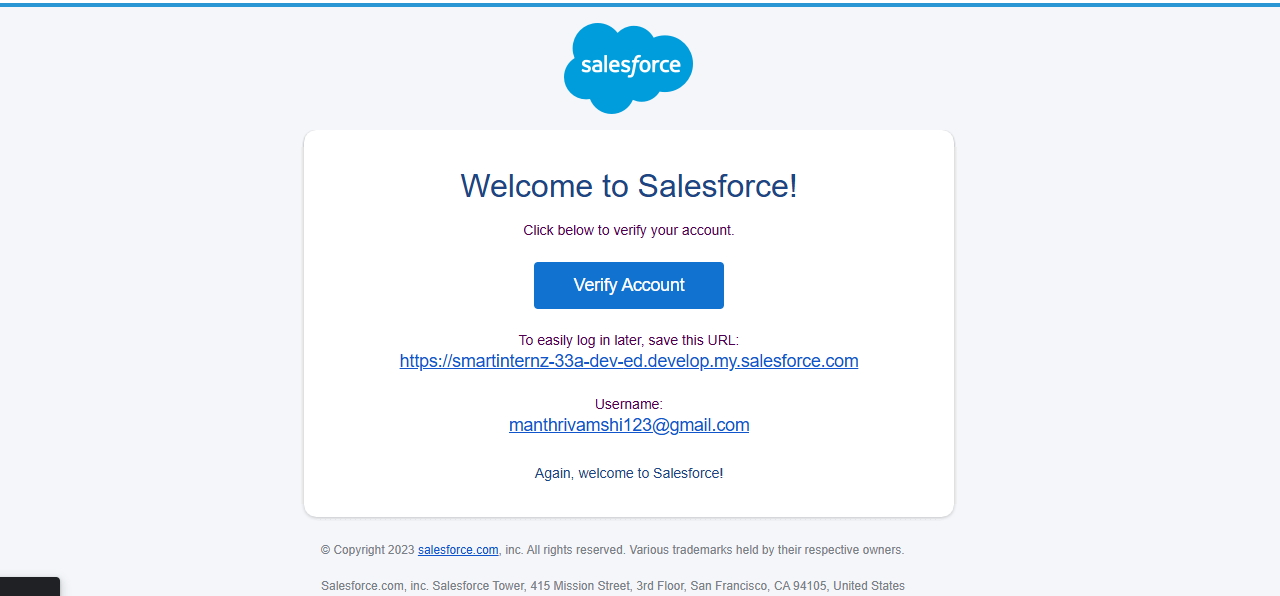 salesforce
Welcome to Salesforce!
Click below to verify your account.
Verify Account
To easily log in later, save this URL:
https://smartinternz-33a-dev-ed.develop.my.salesforce.com
Username:
manthrivamshi123@gmail.com
Again, welcome to Salesforce!
© Copyright 2023 salesforce.com, inc. All rights reserved. Various trademarks held by their respective owners.
Salesforce.com, inc. Salesforce Tower, 415 Mission Street, 3rd Floor, San Francisco, CA 94105, United States